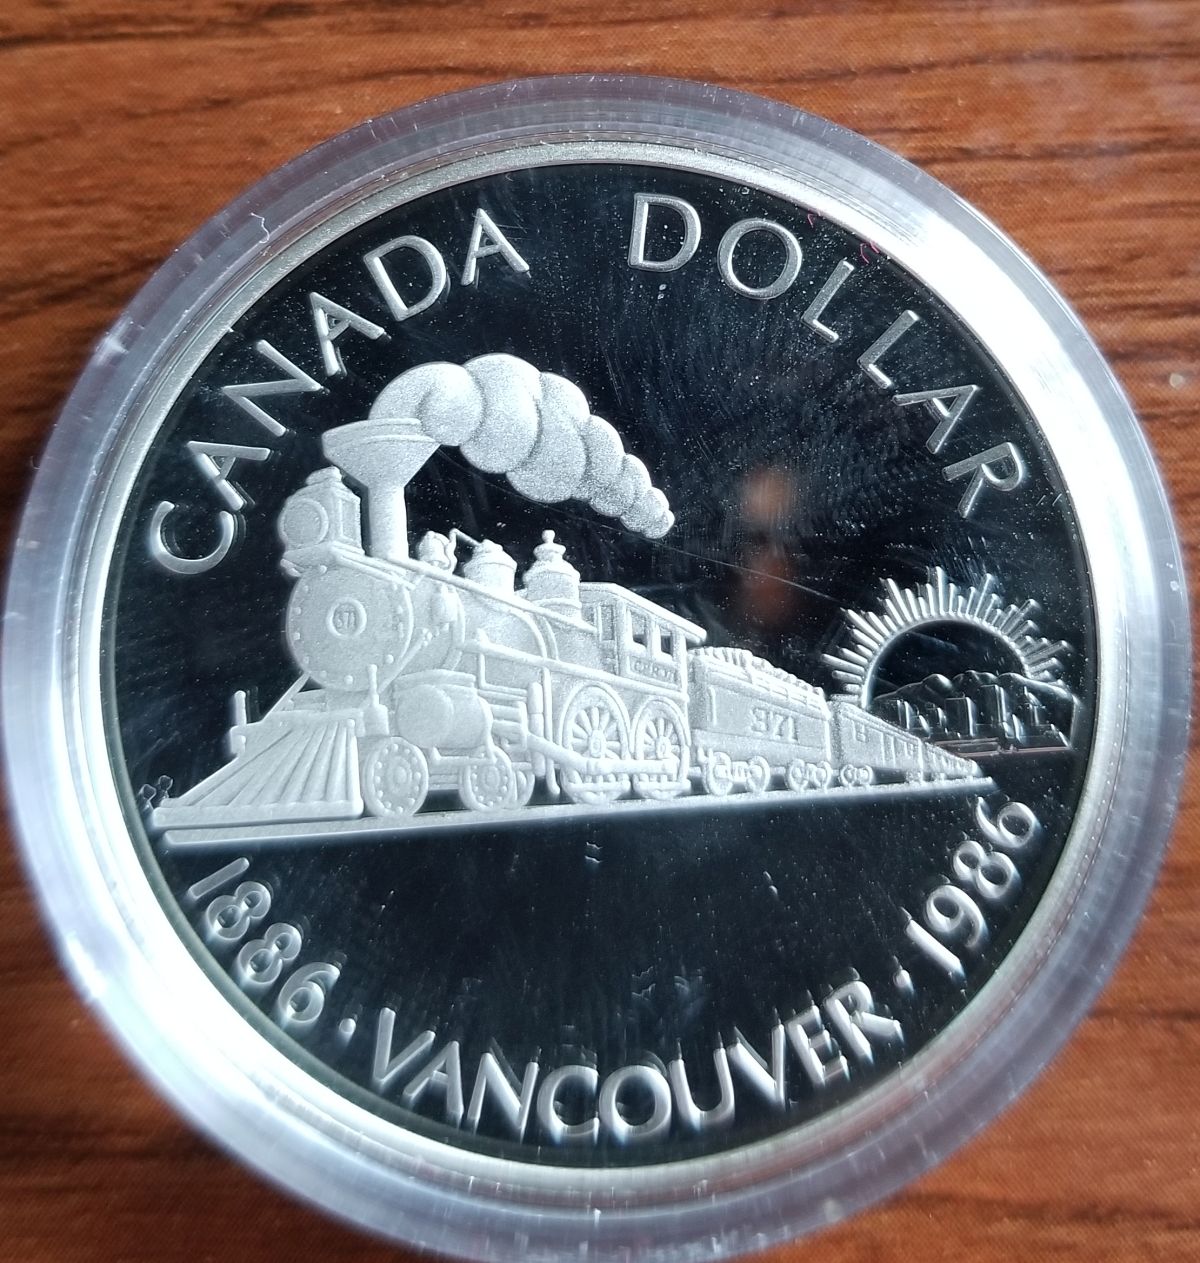 CANADA DOLLAR
371
371
1886 · VANCOUVER · 1986